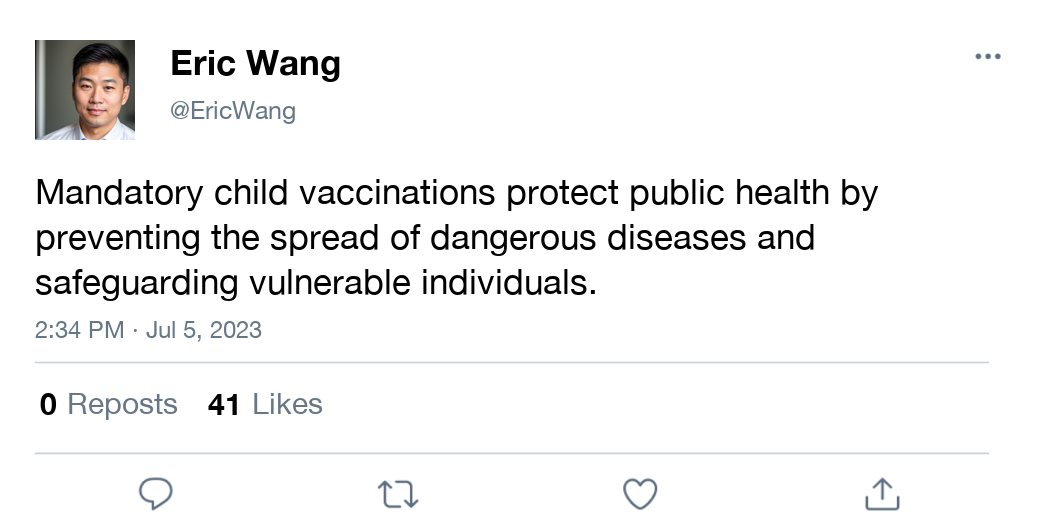 Eric Wang
@EricWang
Mandatory child vaccinations protect public health by
preventing the spread of dangerous diseases and
safeguarding vulnerable individuals.
2:34 PM · Jul 5, 2023
0 Reposts 41 Likes